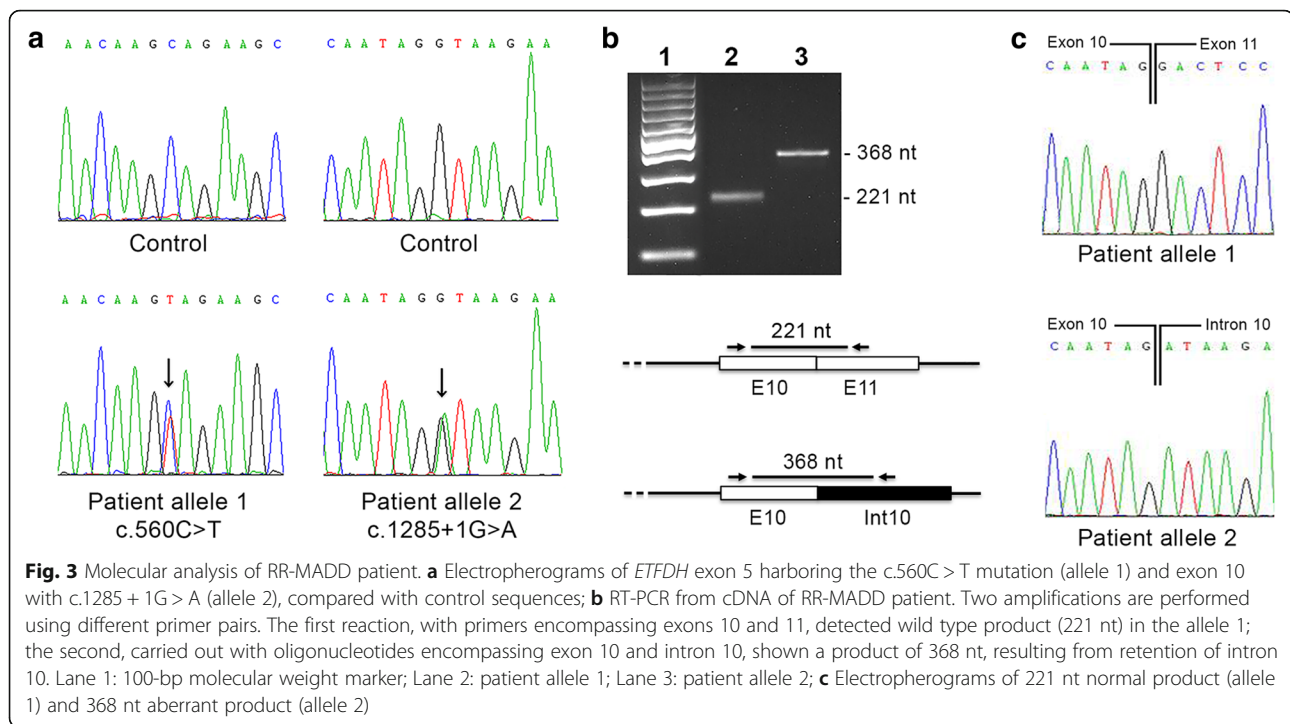 a
A A C A A G C A G A A G C
C A A T A G G T A A G A A
Control
Control
A A C A A G T A G A A G C
C A A T A G G T A A G A A
Patient allele 1
c.560C>T
Patient allele 2
c.1285+1G>A
b
1 2 3
- 368 nt
- 221 nt
221 nt
E10 E11
368 nt
E10 Int10
c
Exon 10 Exon 11
C A A T A G G A C T C C
Patient allele 1
Exon 10 Intron 10
C A A T A G A T A A G A
Patient allele 2
Fig. 3 Molecular analysis of RR-MADD patient. a Electropherograms of ETFDH exon 5 harboring the c.560C > T mutation (allele 1) and exon 10
with c.1285 + 1G > A (allele 2), compared with control sequences; b RT-PCR from cDNA of RR-MADD patient. Two amplifications are performed
using different primer pairs. The first reaction, with primers encompassing exons 10 and 11, detected wild type product (221 nt) in the allele 1;
the second, carried out with oligonucleotides encompassing exon 10 and intron 10, shown a product of 368 nt, resulting from retention of intron
10. Lane 1: 100-bp molecular weight marker; Lane 2: patient allele 1; Lane 3: patient allele 2; c Electropherograms of 221 nt normal product (allele
1) and 368 nt aberrant product (allele 2)